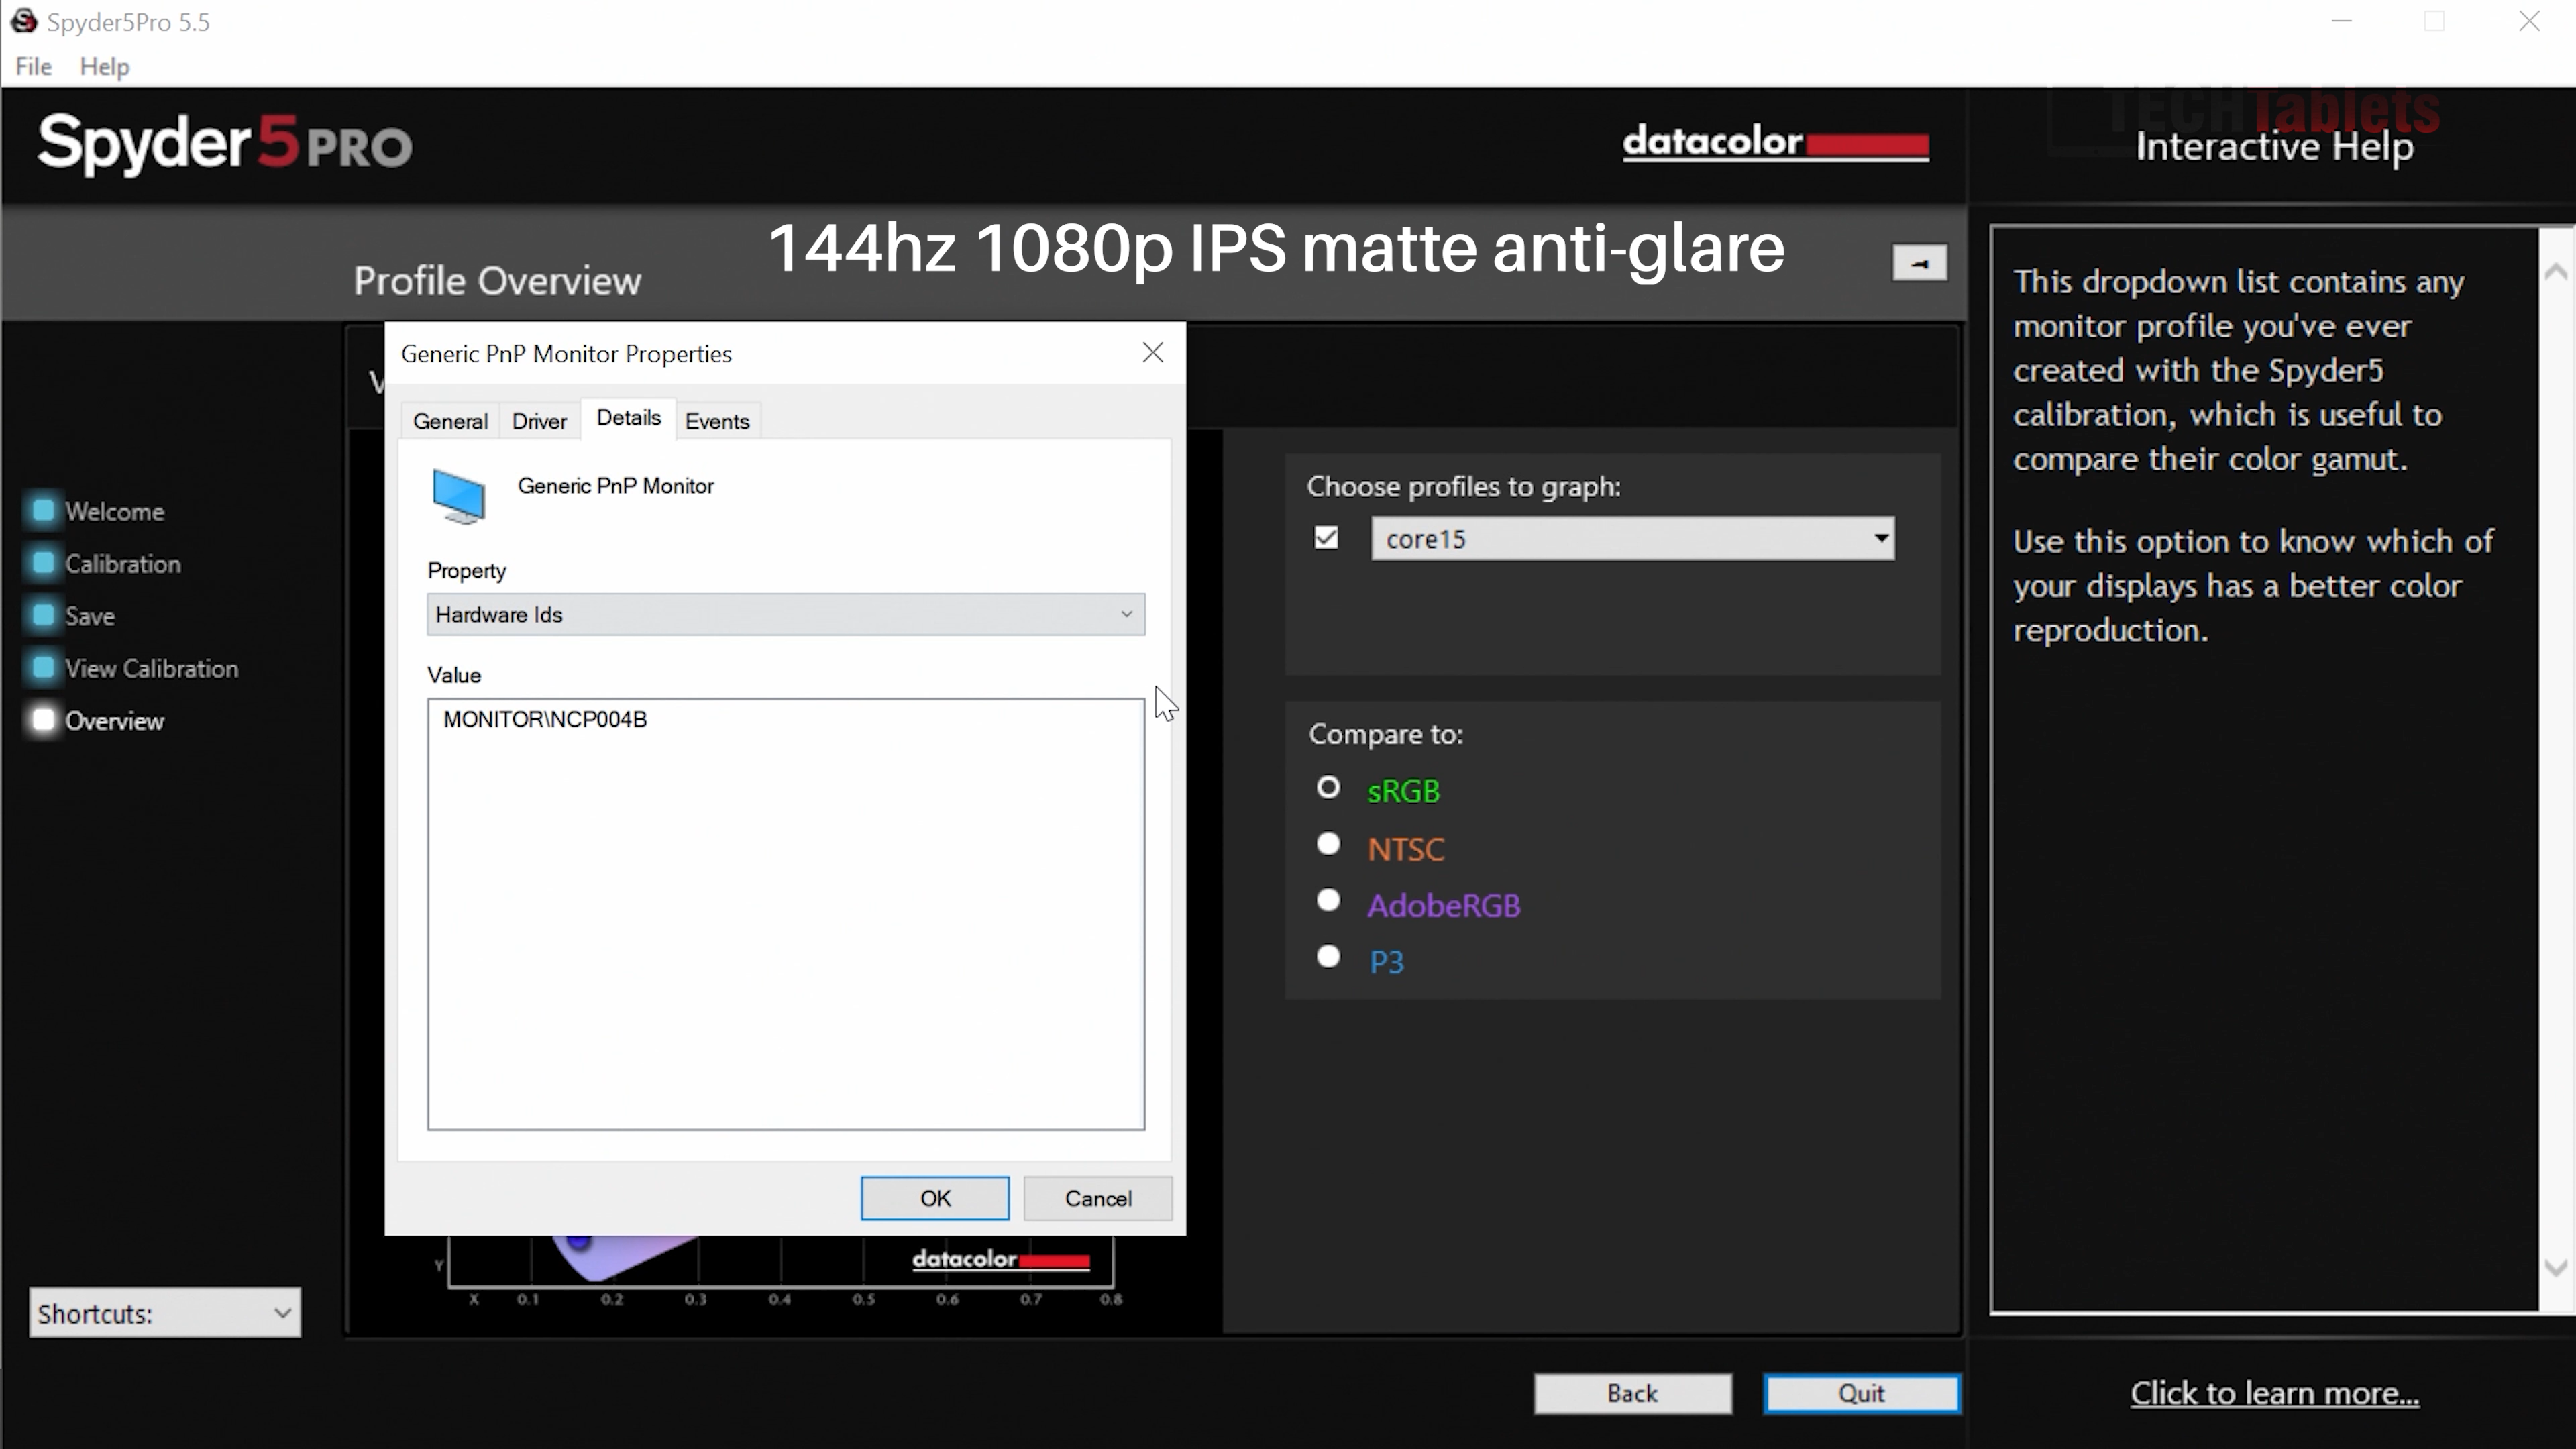 Spyder5Pro 5.5
File Help
Spyder5PRO
datacolor
TECHTablets
Interactive Help
144hz 1080p IPS matte anti-glare
Profile Overview
This dropdown list contains any
monitor profile you've ever
created with the Spyder5
calibration, which is useful to
compare their color gamut.
Use this option to know which of
your displays has a better color
reproduction.
Welcome
Calibration
Save
View Calibration
Overview
Shortcuts:
Generic PnP Monitor Properties
General Driver Details Events
Generic PnP Monitor
Property
Hardware Ids
Value
MONITOR\NCP004B
OK Cancel
Y
datacolor
X 0.1 0.2 0.3 0.4 0.5 0.6 0.7 0.8
Choose profiles to graph:
core15
Compare to:
sRGB
NTSC
AdobeRGB
P3
Back Quit
Click to learn more...